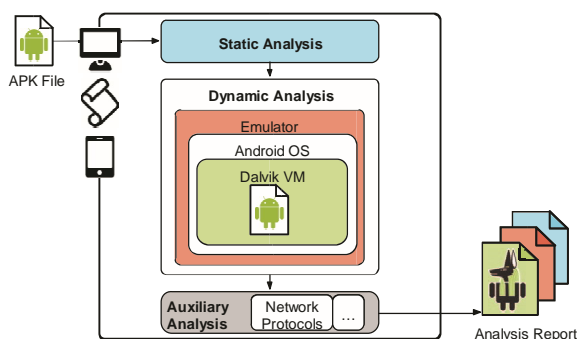 APK File
Static Analysis
Dynamic Analysis
Emulator
Android OS
Dalvik VM
Auxiliary
Analysis
Network
Protocols
...
Analysis Report